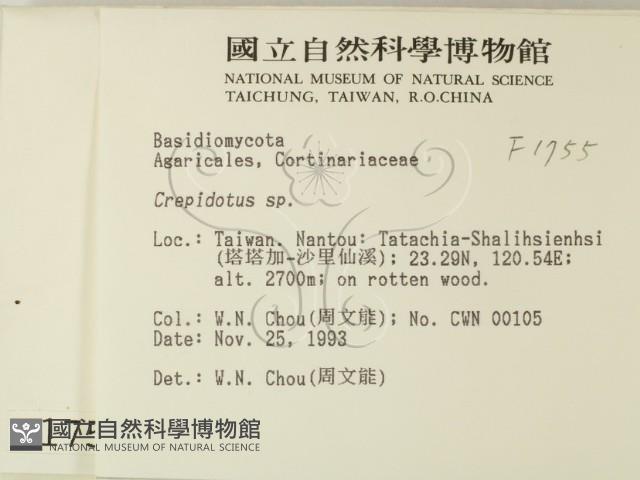 國立自然科學博物館
NATIONAL MUSEUM OF NATURAL SCIENCE
TAICHUNG, TAIWAN, R.O.CHINA
Basidiomycota
Agaricales, Cortinariaceae
F1755
Crepidotus sp.
Loc.: Taiwan. Nantou: Tatachia-Shalihsienhsi
(塔塔加-沙里仙溪); 23.29N, 120.54E;
alt. 2700m; on rotten wood.
Col.: W.N. Chou(周文能); No. CWN 00105
Date: Nov. 25, 1993
Det.: W.N. Chou(周文能)
國立自然科學博物館
NATIONAL MUSEUM OF NATURAL SCIENCE